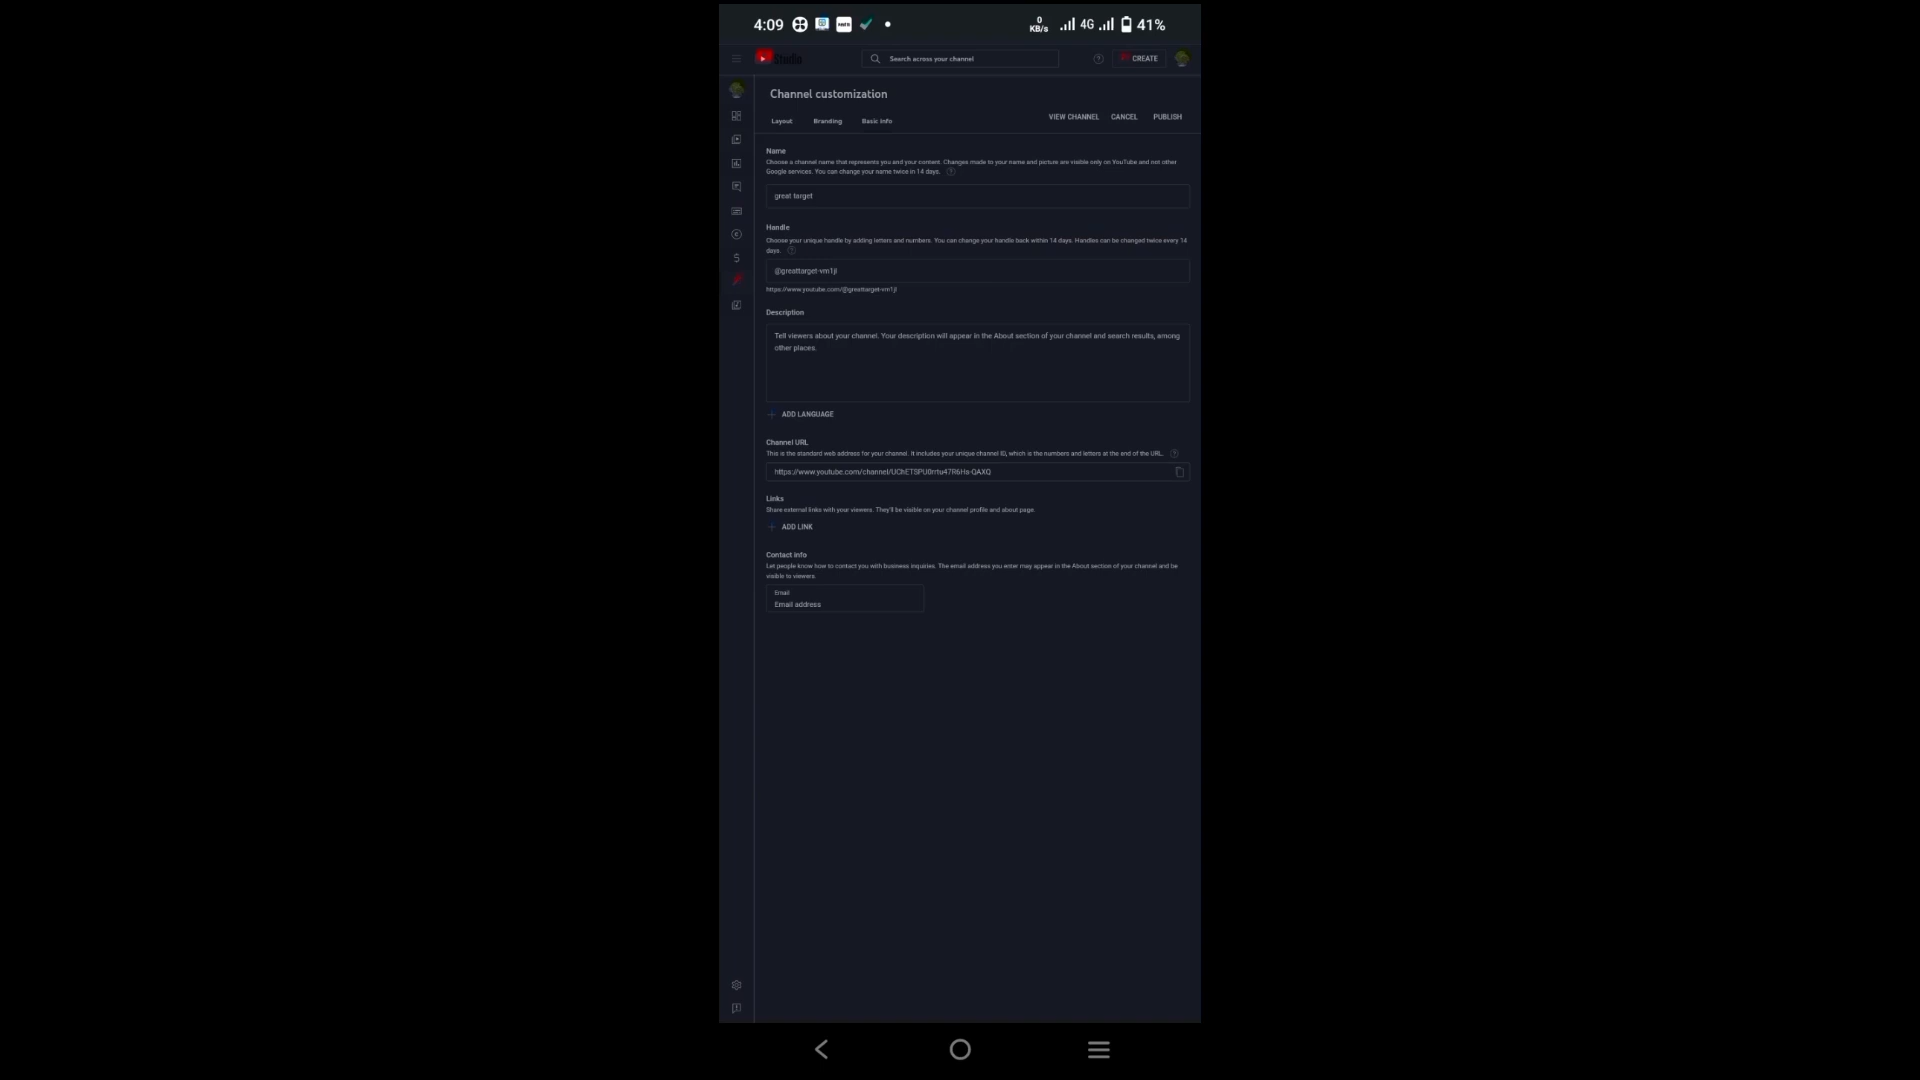 4:09
0
KB/s
4G
41%
Studio
Search across your channel
CREATE
Channel customization
Layout
Branding
Basic info
VIEW CHANNEL
CANCEL
PUBLISH
Name
Choose a channel name that represents you and your content. Changes made to your name and picture are visible only on YouTube and not other
Google services. You can change your name twice in 14 days.
great target
Handle
Choose your unique handle by adding letters and numbers. You can change your handle back within 14 days. Handles can be changed twice every 14
days.
@greattarget-vm1jl
https://www.youtube.com/@greattarget-vm1jl
Description
Tell viewers about your channel. Your description will appear in the About section of your channel and search results, among
other places.
ADD LANGUAGE
Channel URL
This is the standard web address for your channel. It includes your unique channel ID, which is the numbers and letters at the end of the URL.
Links
Share external links with your viewers. They'll be visible on your channel profile and about page.
ADD LINK
Contact info
Let people know how to contact you with business inquiries. The email address you enter may appear in the About section of your channel and be
visible to viewers.
Email
Email address